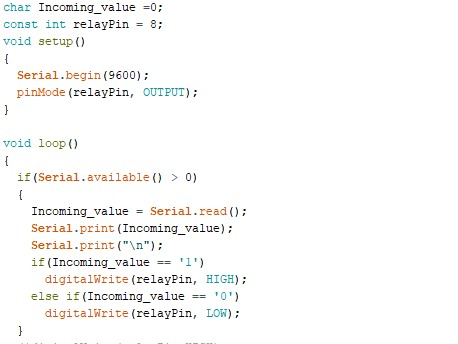 char Incoming_value =0;
const int relayPin = 8;
void setup()
{
  Serial.begin(9600);
  pinMode(relayPin, OUTPUT);
}

void loop()
{
  if(Serial.available() > 0)
  {
    Incoming_value = Serial.read();
    Serial.print(Incoming_value);
    Serial.print("\n");
    if(Incoming_value == '1')
      digitalWrite(relayPin, HIGH);
    else if(Incoming_value == '0')
      digitalWrite(relayPin, LOW);
  }